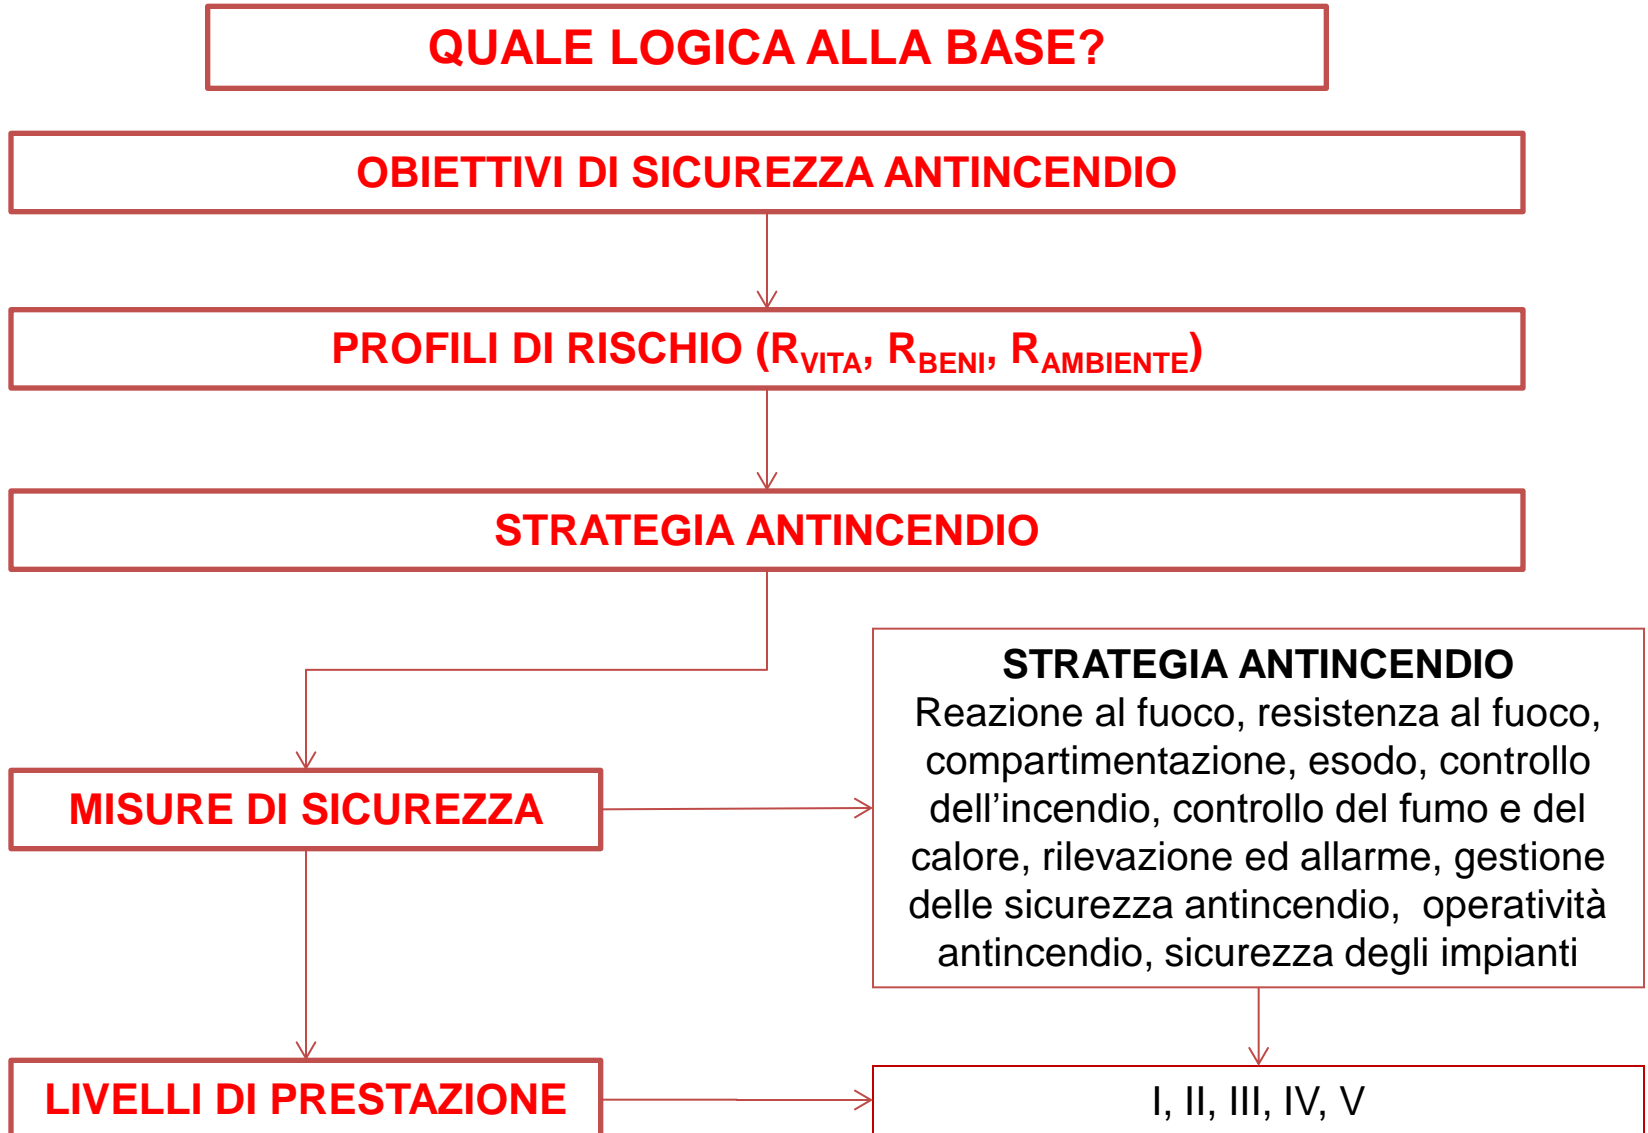 QUALE LOGICA ALLA BASE?
OBIETTIVI DI SICUREZZA ANTINCENDIO
PROFILI DI RISCHIO (RVITA, RBENI, RAMBIENTE)
STRATEGIA ANTINCENDIO
STRATEGIA ANTINCENDIO
Reazione al fuoco, resistenza al fuoco,
compartimentazione, esodo, controllo
dell’incendio, controllo del fumo e del
calore, rilevazione ed allarme, gestione
delle sicurezza antincendio, operatività
antincendio, sicurezza degli impianti
MISURE DI SICUREZZA
LIVELLI DI PRESTAZIONE
I, II, III, IV, V